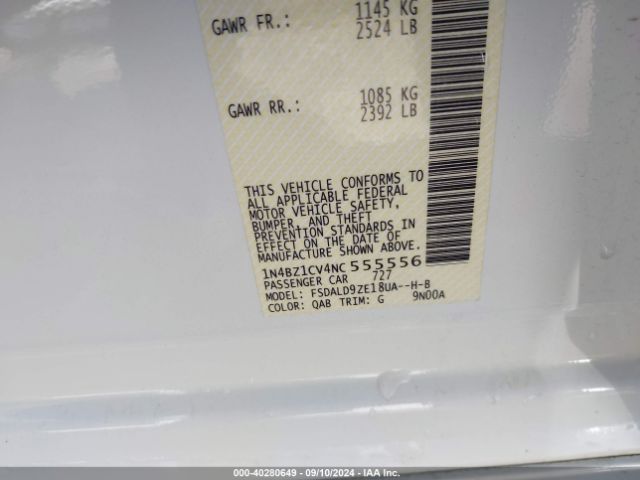 GAWR FR.: 1145 KG
2524 LB
GAWR RR.: 1085 KG
2392 LB
THIS VEHICLE CONFORMS TO
ALL APPLICABLE FEDERAL
MOTOR VEHICLE SAFETY,
BUMPER, AND THEFT
PREVENTION STANDARDS IN
EFFECT ON THE DATE OF
MANUFACTURE SHOWN ABOVE.
1N4BZ1CV4NC 555556
PASSENGER CAR 727
MODEL: FSDALD9ZE18UA--H-B
COLOR: QAB TRIM: G 9N00A
000-40280649 - 09/10/2024 - IAA Inc.